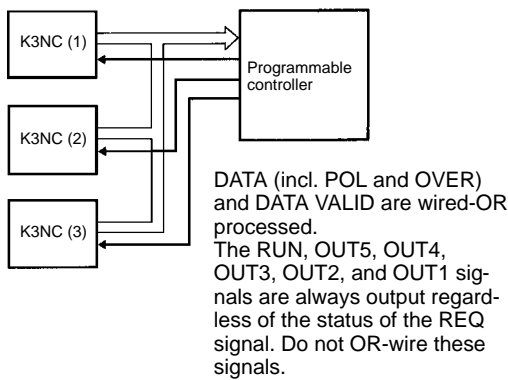 K3NC (1)
Programmable
controller
K3NC (2)
K3NC (3)
DATA (incl. POL and OVER)
and DATA VALID are wired-OR
processed.
The RUN, OUT5, OUT4,
OUT3, OUT2, and OUT1 sig-
nals are always output regard-
less of the status of the REQ
signal. Do not OR-wire these
signals.